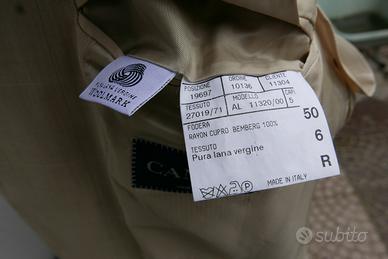 PURA LANA VERGINE
WOOLMARK
POSIZIONE ORDINE CLIENTE
19697 10136 11304
TESSUTO MODELLO CAP.
27019/71 AL 11320/00 5
FODERA
RAYON CUPRO BEMBERG 100%
TESSUTO
Pura lana vergine
50
6
R
MADE IN ITALY
CA
subito